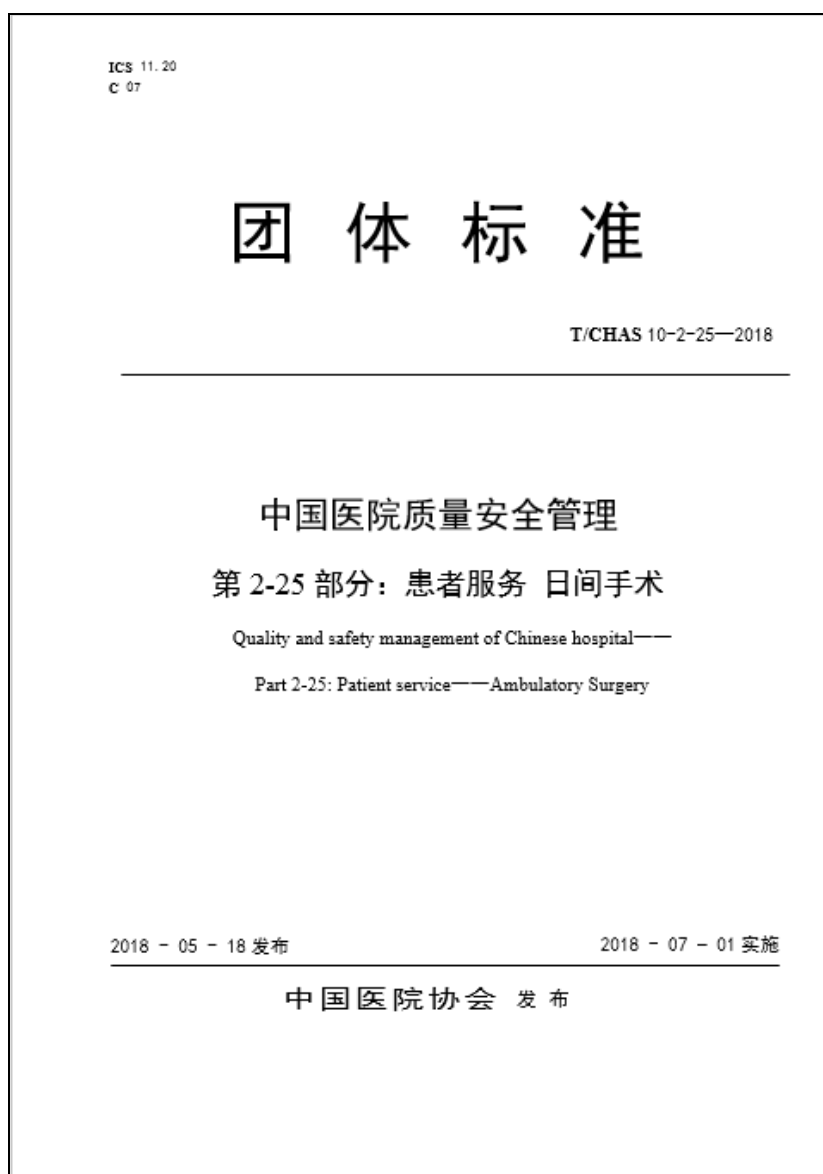 ICS 11.20
C 07
团 体 标 准
T/CHAS 10-2-25—2018
中国医院质量安全管理
第 2-25 部分：患者服务 日间手术
Quality and safety management of Chinese hospital——
Part 2-25: Patient service——Ambulatory Surgery
2018 - 05 - 18 发布
2018 - 07 - 01 实施
中国医院协会 发 布